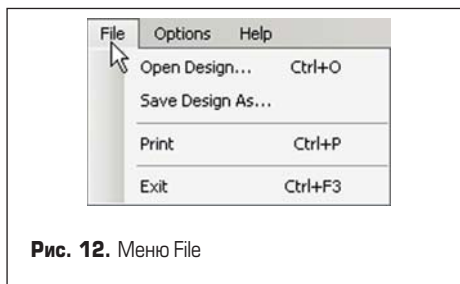 File Options Help
Open Design... Ctrl+O
Save Design As...
Print Ctrl+P
Exit Ctrl+F3
Рис. 12. Меню File